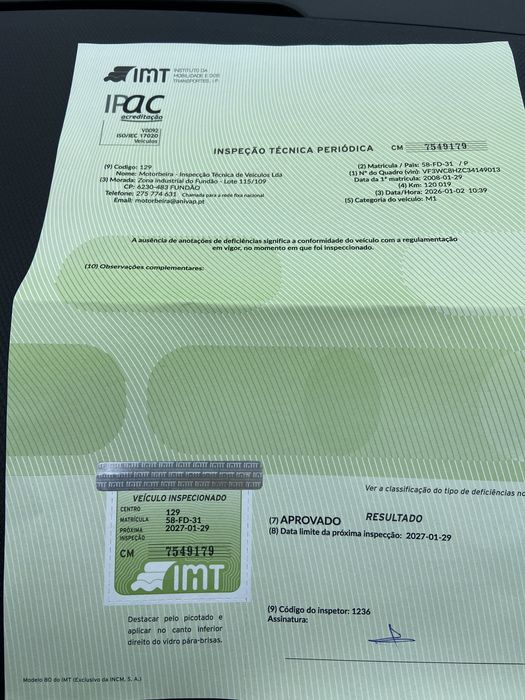 IMT INSTITUTO DA
MOBILIDADE E DOS
TRANSPORTES, I.P.
IPAC
acreditação
V0092
ISO/IEC 17020
Veículos
INSPEÇÃO TÉCNICA PERIÓDICA CM 7549179
(9) Codigo: 129
Nome: Motorbeira - Inspecção Técnica de Veículos Lda
(3) Morada: Zona Industrial do Fundão - Lote 115/109
CP: 6230-483 FUNDÃO
Telefone: 275 774 631 Chamada para a rede fixa nacional
Email: motorbeira@anivap.pt
(2) Matrícula / País: 58-FD-31 / P
(1) Nº do Quadro (vin): VF3WC8HZC34149013
Data da 1ª matrícula: 2008-01-29
(4) Km: 120 019
(3) Data/Hora: 2026-01-02 10:39
(5) Categoria do veículo: M1
A ausência de anotações de deficiências significa a conformidade do veículo com a regulamentação
em vigor, no momento em que foi inspeccionado.
(10) Observações complementares:
VEÍCULO INSPECIONADO
CENTRO 129
MATRÍCULA 58-FD-31
PRÓXIMA
INSPEÇÃO 2027-01-29
CM 7549179
IMT
Ver a classificação do tipo de deficiências no
(7) APROVADO RESULTADO
(8) Data limite da próxima inspecção: 2027-01-29
(9) Código do inspetor: 1236
Assinatura:
Destacar pelo picotado e
aplicar no canto inferior
direito do vidro pára-brisas.
Modelo 80 do IMT (Exclusivo da INCM, S. A.)